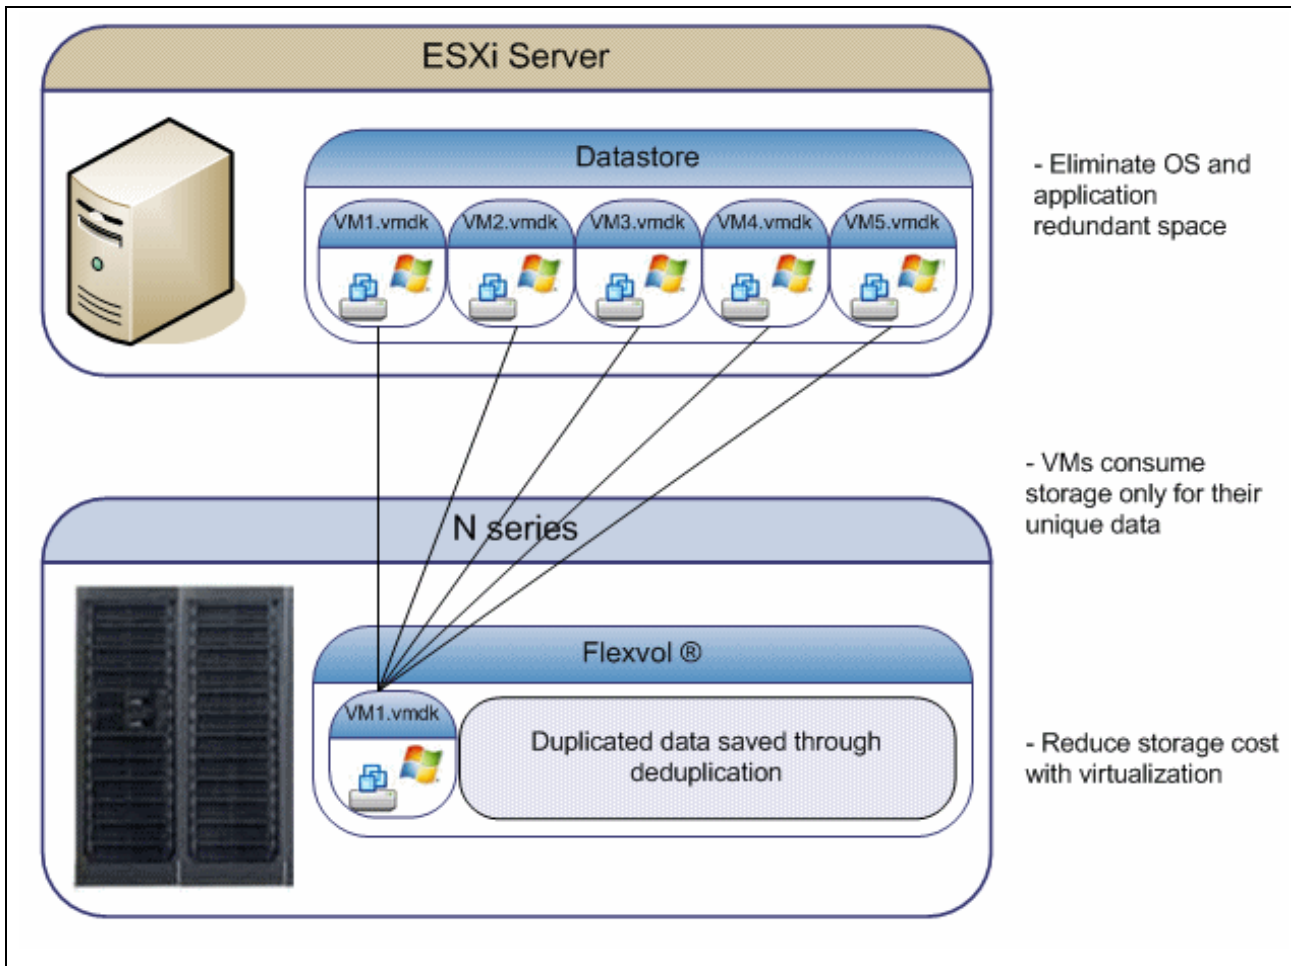 ESXi Server
Datastore
VM1.vmdk
VM2.vmdk
VM3.vmdk
VM4.vmdk
VM5.vmdk
- Eliminate OS and
application
redundant space
- VMs consume
storage only for their
unique data
N series
Flexvol ®
VM1.vmdk
Duplicated data saved through
deduplication
- Reduce storage cost
with virtualization